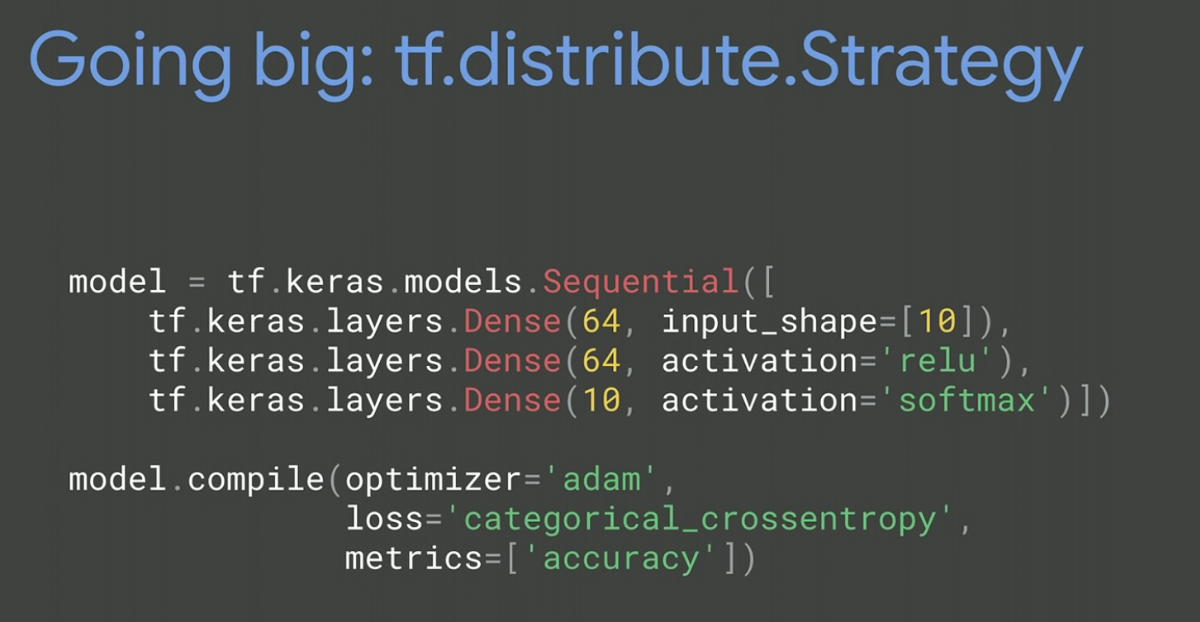 Going big: tf.distribute.Strategy
model = tf.keras.models.Sequential([
    tf.keras.layers.Dense(64, input_shape=[10]),
    tf.keras.layers.Dense(64, activation='relu'),
    tf.keras.layers.Dense(10, activation='softmax')])
model.compile(optimizer='adam',
              loss='categorical_crossentropy',
              metrics=['accuracy'])